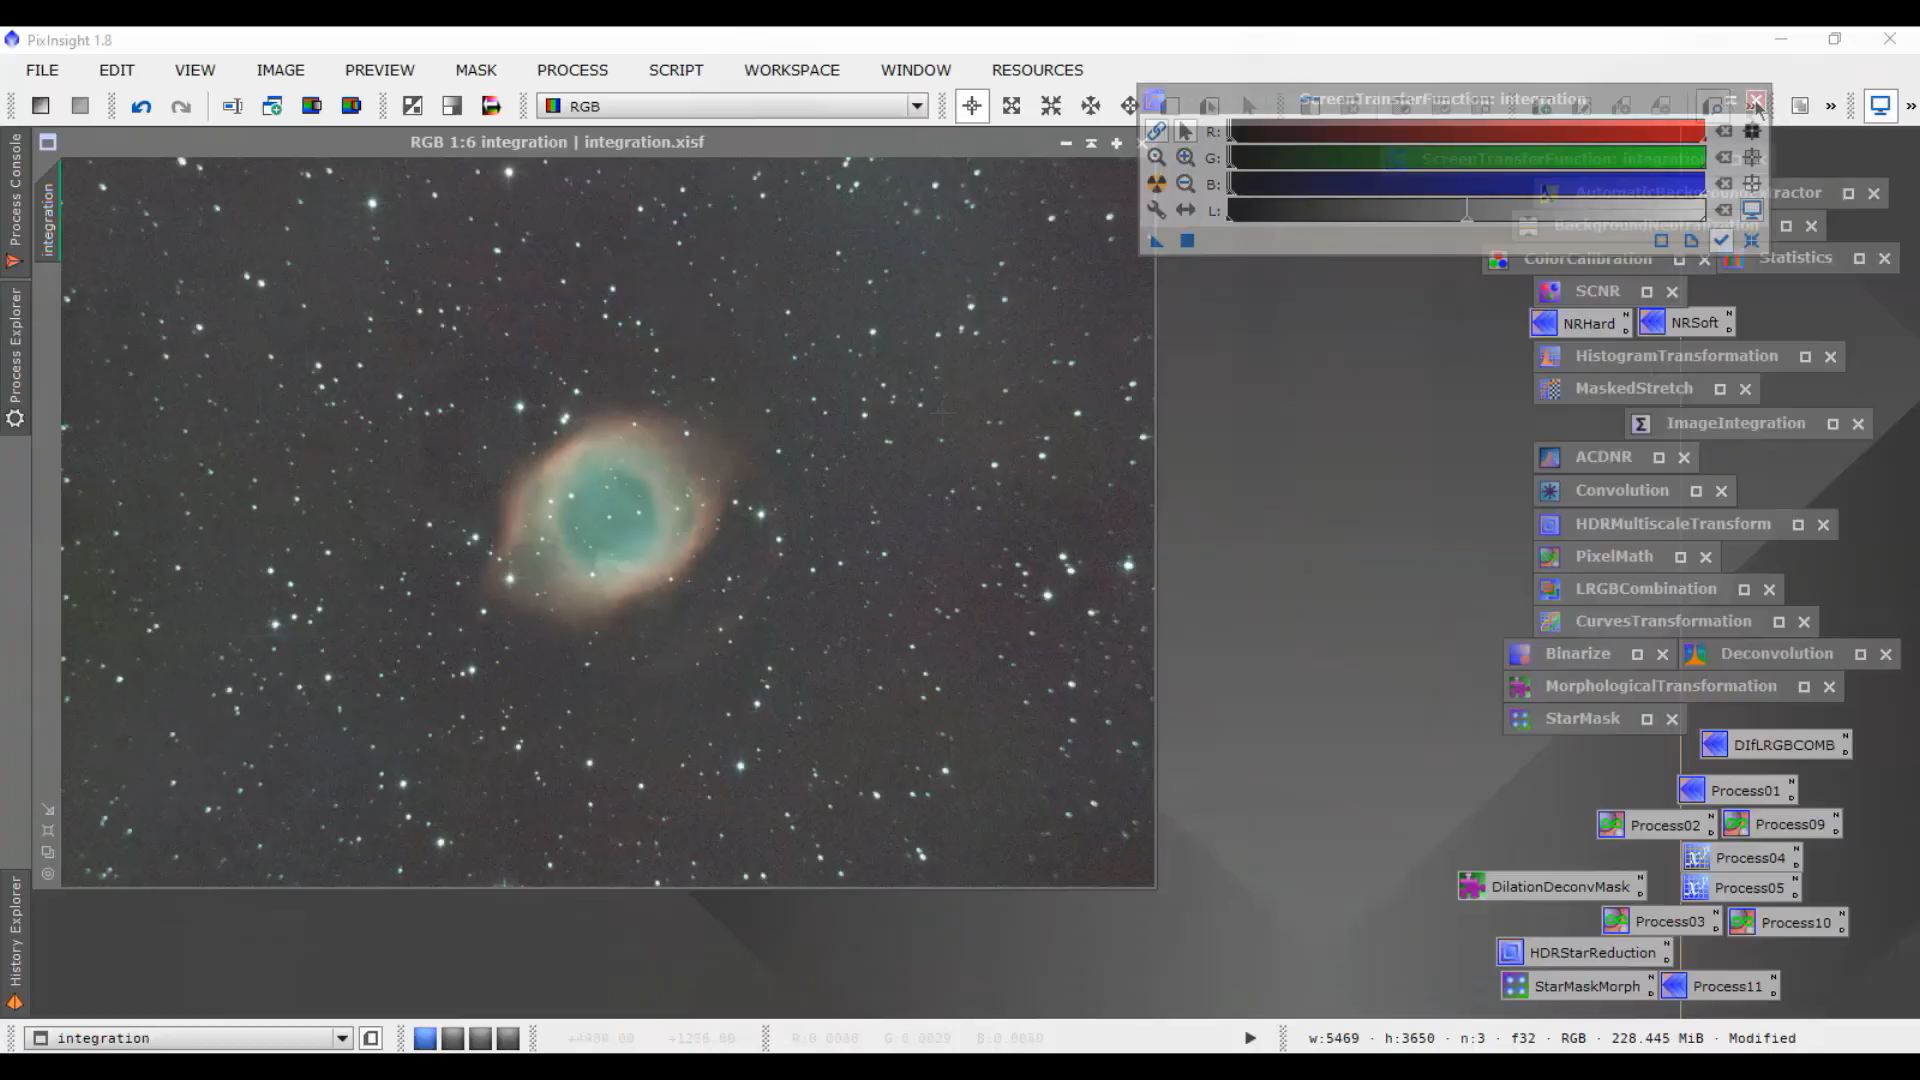 PixInsight 1.8
FILE EDIT VIEW IMAGE PREVIEW MASK PROCESS SCRIPT WORKSPACE WINDOW RESOURCES
RGB
ScreenTransferFunction: integration
RGB 1:6 integration | integration.xisf
R:
G:
B:
L:
ScreenTransferFunction: integration
Process Console
Process Explorer
History Explorer
integration
BackgroundNeutralization
ColorCalibration
Statistics
SCNR
NRHard
NRSoft
HistogramTransformation
MaskedStretch
ImageIntegration
ACDNR
Convolution
HDRMultiscaleTransform
PixelMath
LRGBCombination
CurvesTransformation
Binarize
Deconvolution
MorphologicalTransformation
StarMask
DIfLRGBCOMB
Process01
Process02
Process09
Process04
DilationDeconvMask
Process05
Process03
Process10
HDRStarReduction
StarMaskMorph
Process11
integration
w:5469 · h:3650 · n:3 · f32 · RGB · 228.445 MiB · Modified